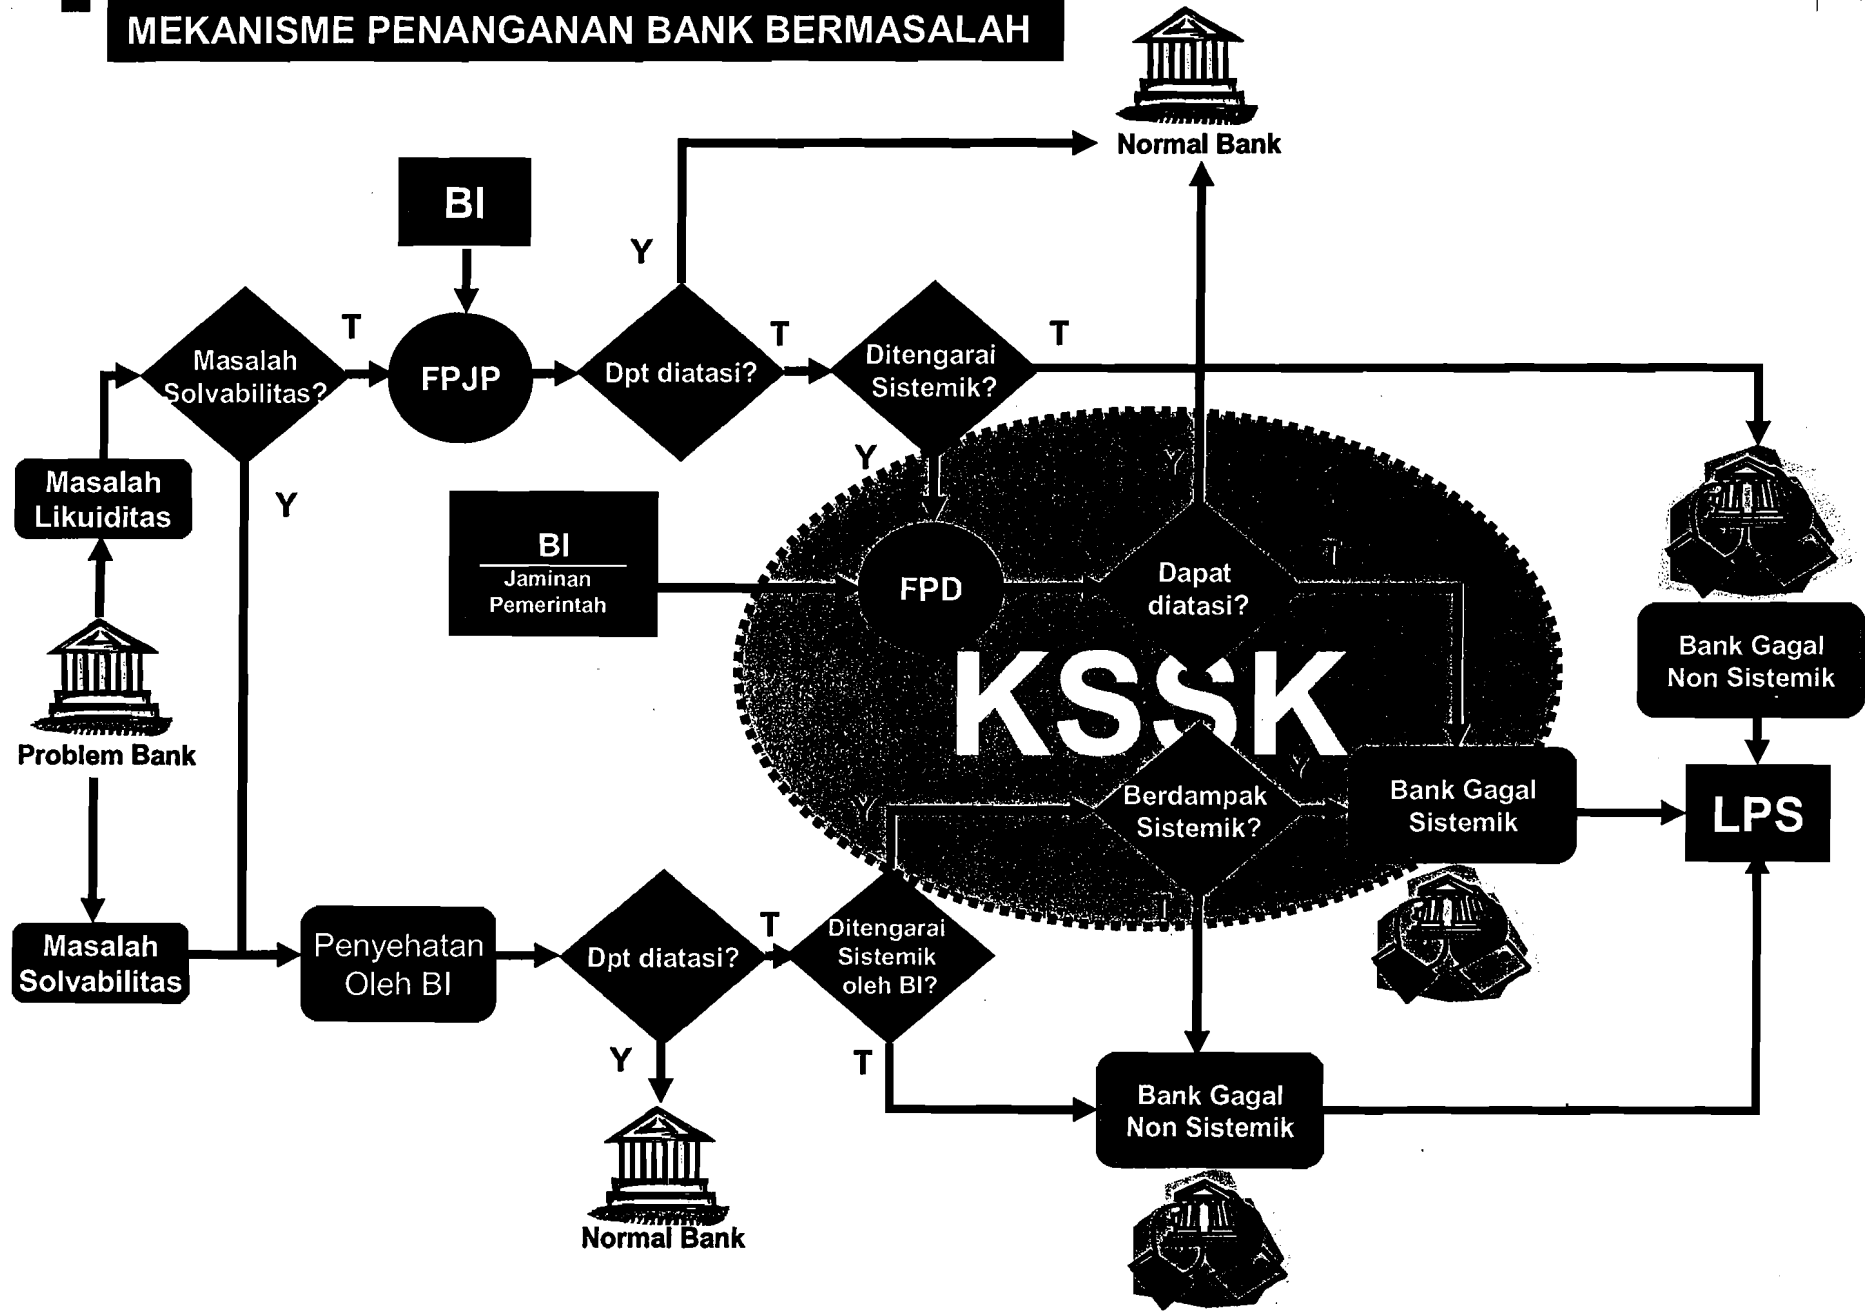 MEKANISME PENANGANAN BANK BERMASALAH
Normal Bank
BI
Y
T
Masalah
Solvabilitas?
FPJP
Dpt diatasi?
T
Ditengarai
Sistemik?
T
Y
Y
Masalah
Likuiditas
Y
BI
Jaminan
Pemerintah
FPD
Dapat
diatasi?
T
Bank Gagal
Non Sistemik
KSSK
Problem Bank
Y
Berdampak
Sistemik?
Y
Bank Gagal
Sistemik
LPS
T
Masalah
Solvabilitas
Penyehatan
Oleh BI
Dpt diatasi?
T
Ditengarai
Sistemik
oleh BI?
Y
T
Bank Gagal
Non Sistemik
Normal Bank